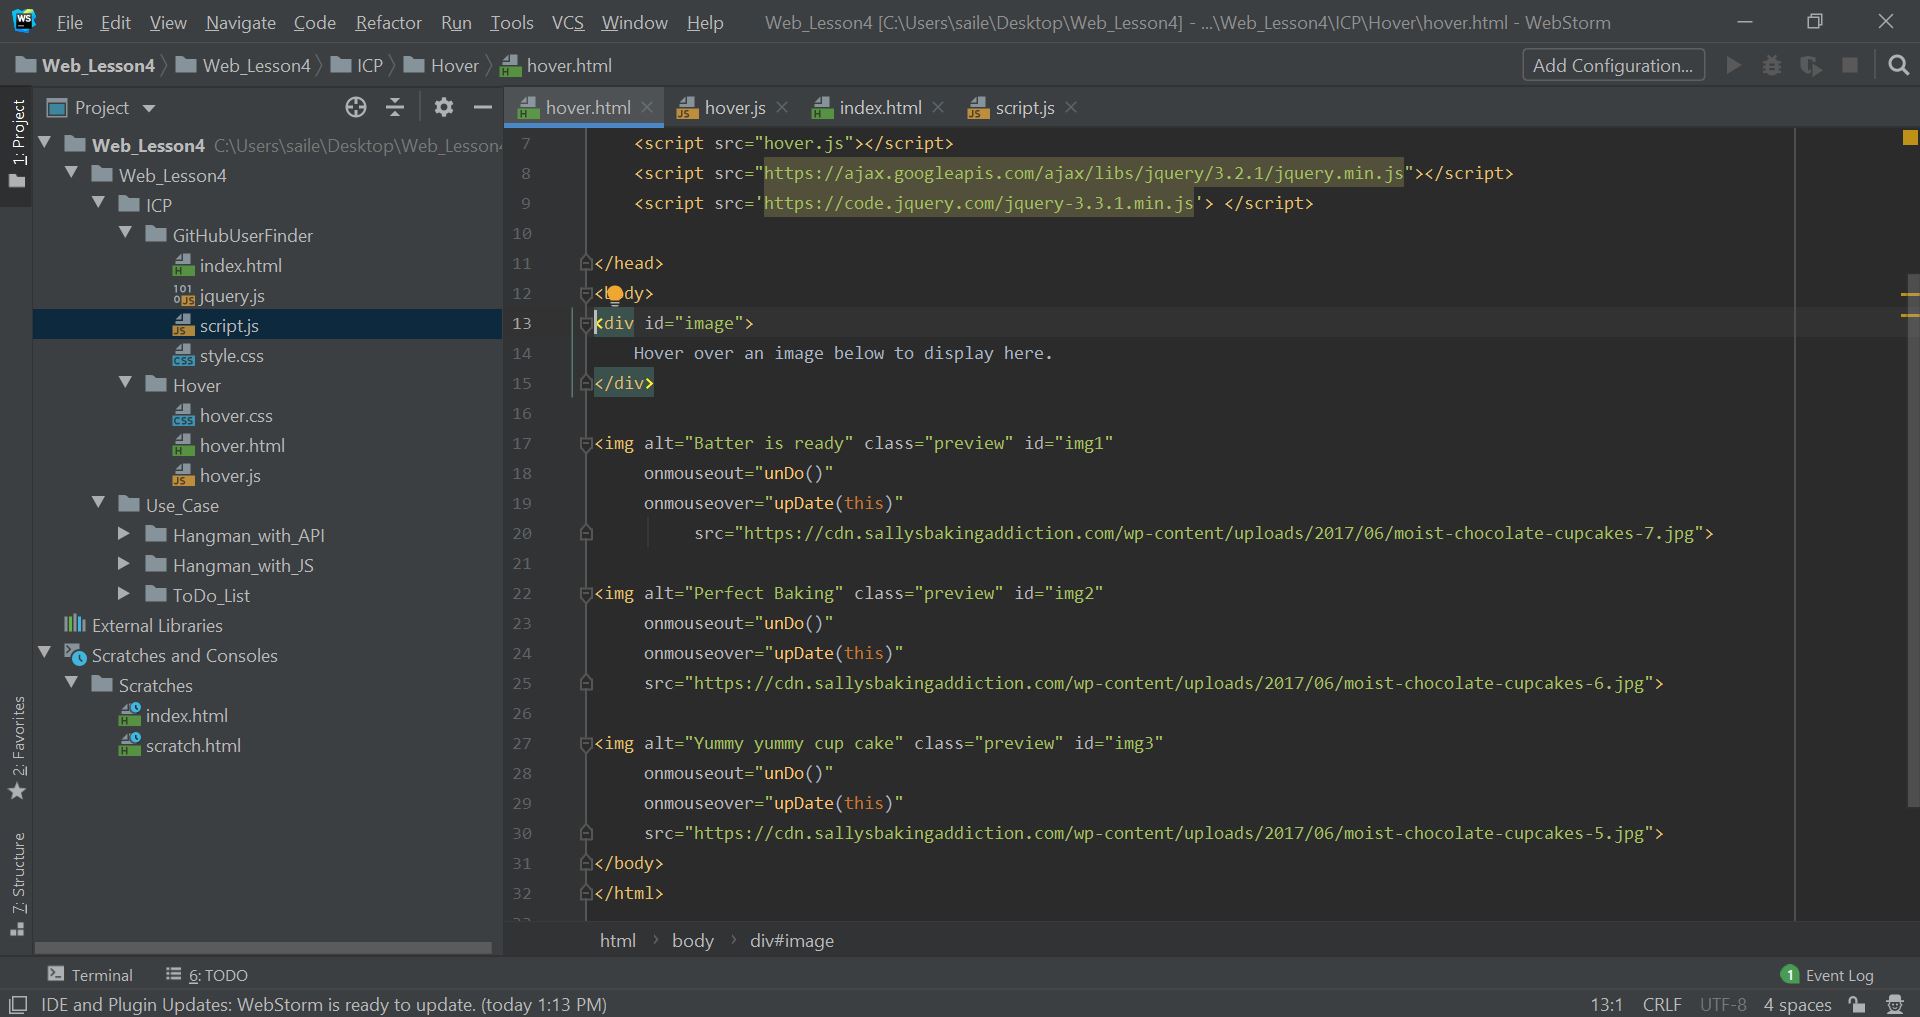 WS File Edit View Navigate Code Refactor Run Tools VCS Window Help Web_Lesson4 [C:\Users\saile\Desktop\Web_Lesson4] - ...\Web_Lesson4\ICP\Hover\hover.html - WebStorm
Web_Lesson4 Web_Lesson4 ICP Hover hover.html Add Configuration...
1: Project
Project
Web_Lesson4 C:\Users\saile\Desktop\Web_Lesson
Web_Lesson4
ICP
GitHubUserFinder
index.html
jquery.js
script.js
style.css
Hover
hover.css
hover.html
hover.js
Use_Case
Hangman_with_API
Hangman_with_JS
ToDo_List
External Libraries
Scratches and Consoles
Scratches
index.html
scratch.html
2: Favorites
7: Structure
hover.html hover.js index.html script.js
7 <script src="hover.js"></script>
8 <script src="https://ajax.googleapis.com/ajax/libs/jquery/3.2.1/jquery.min.js"></script>
9 <script src='https://code.jquery.com/jquery-3.3.1.min.js'> </script>
10
11 </head>
12 <body>
13 <div id="image">
14 Hover over an image below to display here.
15 </div>
16
17 <img alt="Batter is ready" class="preview" id="img1"
18 onmouseout="unDo()"
19 onmouseover="upDate(this)"
20 src="https://cdn.sallysbakingaddiction.com/wp-content/uploads/2017/06/moist-chocolate-cupcakes-7.jpg">
21
22 <img alt="Perfect Baking" class="preview" id="img2"
23 onmouseout="unDo()"
24 onmouseover="upDate(this)"
25 src="https://cdn.sallysbakingaddiction.com/wp-content/uploads/2017/06/moist-chocolate-cupcakes-6.jpg">
26
27 <img alt="Yummy yummy cup cake" class="preview" id="img3"
28 onmouseout="unDo()"
29 onmouseover="upDate(this)"
30 src="https://cdn.sallysbakingaddiction.com/wp-content/uploads/2017/06/moist-chocolate-cupcakes-5.jpg">
31 </body>
32 </html>
html body div#image
Terminal 6: TODO 1 Event Log
IDE and Plugin Updates: WebStorm is ready to update. (today 1:13 PM) 13:1 CRLF UTF-8 4 spaces